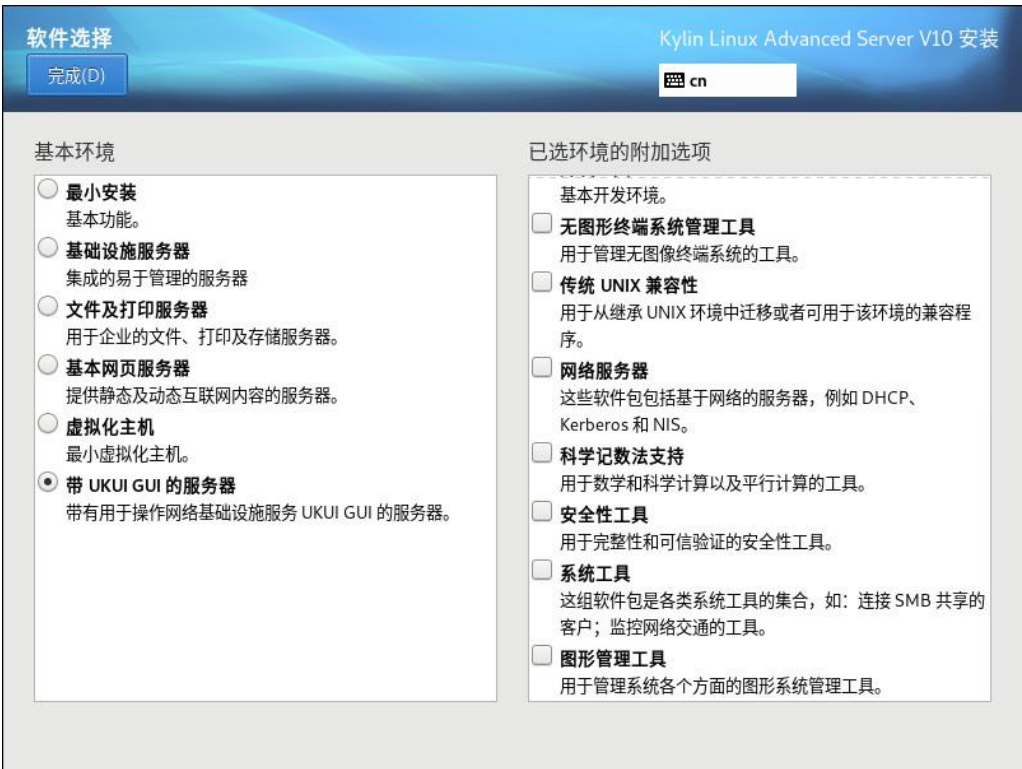 软件选择
Kylin Linux Advanced Server V10 安装
完成(D)
cn
基本环境
最小安装
基本功能。
基础设施服务器
集成的易于管理的服务器
文件及打印服务器
用于企业的文件、打印及存储服务器。
基本网页服务器
提供静态及动态互联网内容的服务器。
虚拟化主机
最小虚拟化主机。
带 UKUI GUI 的服务器
带有用于操作网络基础设施服务 UKUI GUI 的服务器。
已选环境的附加选项
基本开发环境。
无图形终端系统管理工具
用于管理无图像终端系统的工具。
传统 UNIX 兼容性
用于从继承 UNIX 环境中迁移或者可用于该环境的兼容程
序。
网络服务器
这些软件包包括基于网络的服务器，例如 DHCP、
Kerberos 和 NIS。
科学记数法支持
用于数学和科学计算以及平行计算的工具。
安全性工具
用于完整性和可信验证的安全性工具。
系统工具
这组软件包是各类系统工具的集合，如：连接 SMB 共享的
客户；监控网络交通的工具。
图形管理工具
用于管理系统各个方面的图形系统管理工具。